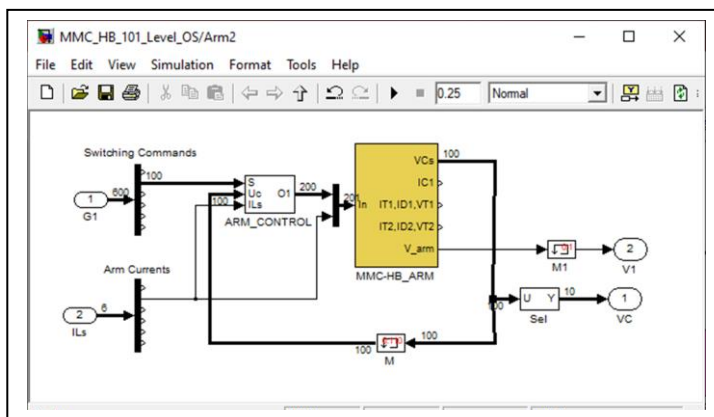 MMC_HB_101_Level_OS/Arm2
File Edit View Simulation Format Tools Help
0.25 Normal
Switching Commands
100
1
600
G1
S
Uc
ILs
O1
100
ARM_CONTROL
200
201
In
VCs
IC1
IT1,ID1,VT1
IT2,ID2,VT2
V_arm
MMC-HB_ARM
100
M1
2
V1
U Y
Sel
10
1
VC
Arm Currents
2
6
ILs
100
M
100